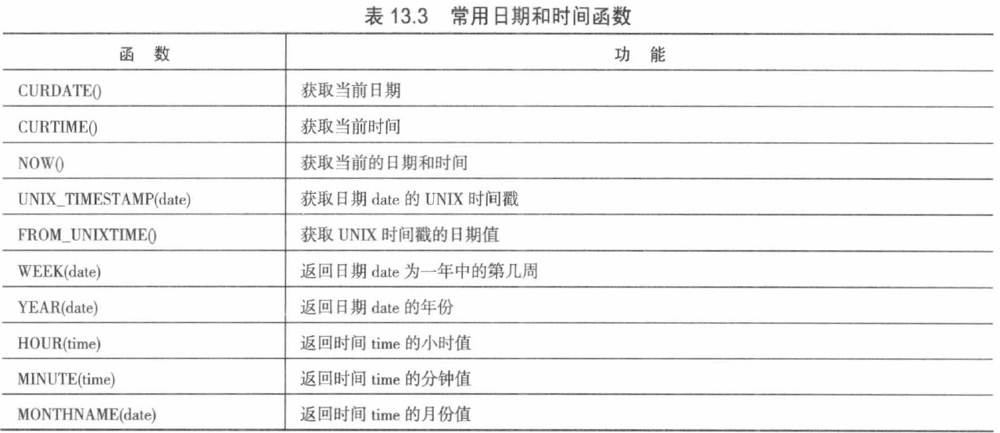 表 13.3 常用日期和时间函数
函 数 功 能
CURDATE() 获取当前日期
CURTIME() 获取当前时间
NOW() 获取当前的日期和时间
UNIX_TIMESTAMP(date) 获取日期 date 的 UNIX 时间戳
FROM_UNIXTIME() 获取 UNIX 时间戳的日期值
WEEK(date) 返回日期 date 为一年中的第几周
YEAR(date) 返回日期 date 的年份
HOUR(time) 返回时间 time 的小时值
MINUTE(time) 返回时间 time 的分钟值
MONTHNAME(date) 返回时间 time 的月份值